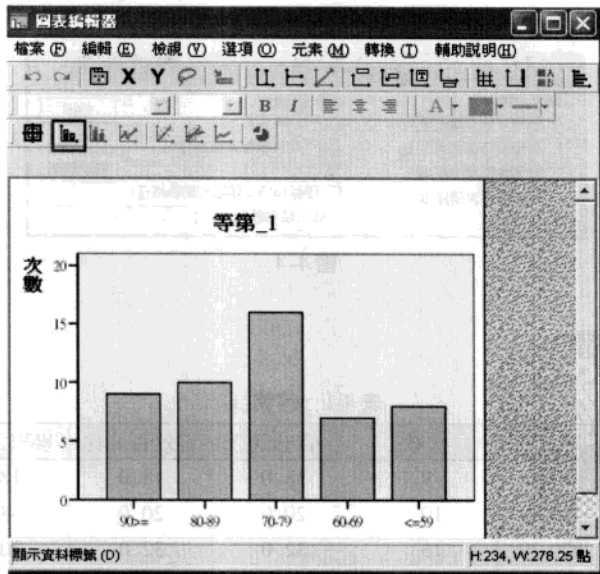 圖表編輯器
檔案(F) 編輯(E) 檢視(V) 選項(O) 元素(M) 轉換(T) 輔助說明(H)
X Y
B I A
等第_1
次數
20
15
10
5
0
90>= 80-89 70-79 60-69 <=59
顯示資料標籤 (D) H:234, W:278.25 點